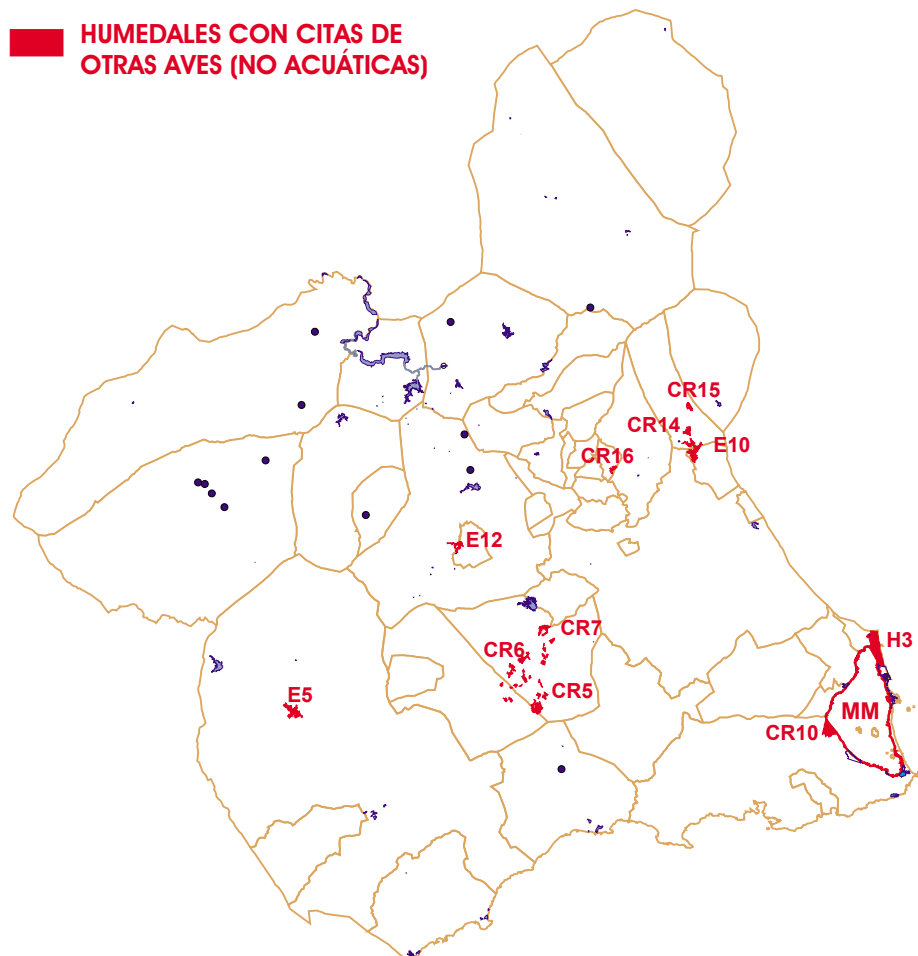 HUMEDALES CON CITAS DE
OTRAS AVES (NO ACUÁTICAS)
CR15
CR14
E10
CR16
E12
CR7
H3
CR6
E5
CR5
MM
CR10